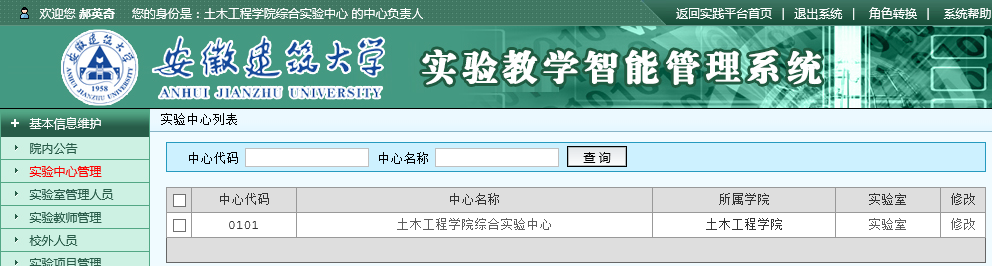 欢迎您 郝英奇 您的身份是：土木工程学院综合实验中心 的中心负责人 返回实践平台首页 | 退出系统 | 角色转换 | 系统帮助
安徽建筑大学
ANHUI JIANZHU UNIVERSITY
1958
实验教学智能管理系统
基本信息维护
院内公告
实验中心管理
实验室管理人员
实验教师管理
校外人员
实验项目管理
实验中心列表
中心代码 中心名称 查 询
中心代码 中心名称 所属学院 实验室 修改
0101 土木工程学院综合实验中心 土木工程学院 实验室 修改